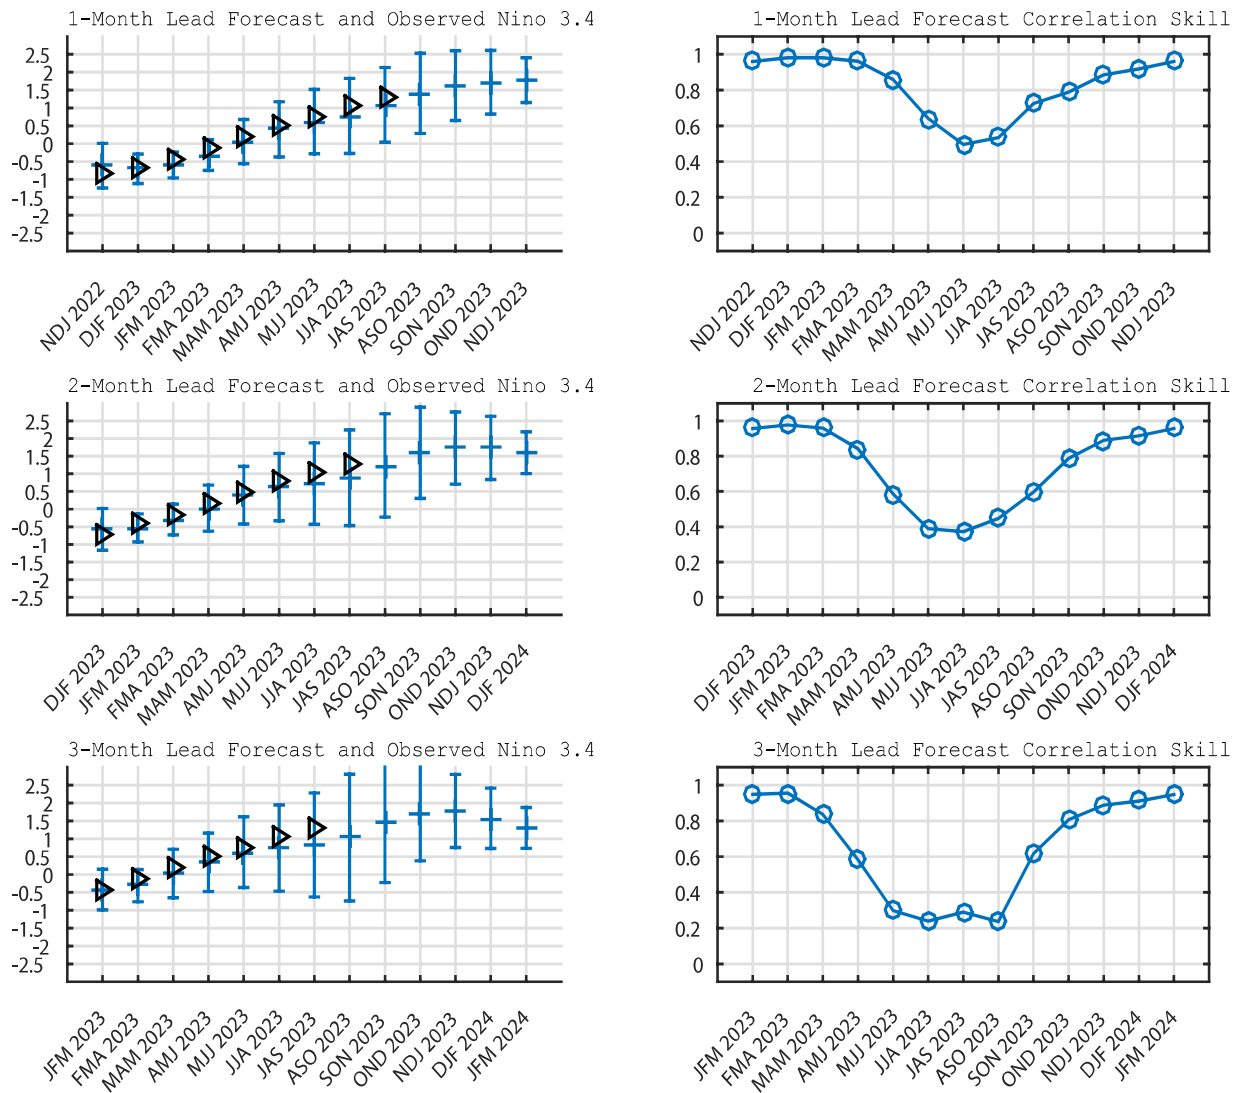 1-Month Lead Forecast and Observed Nino 3.4
2.5
2
1.5
1
0.5
0
-0.5
-1
-1.5
-2
-2.5
NDJ 2022
DJF 2023
JFM 2023
FMA 2023
MAM 2023
AMJ 2023
MJJ 2023
JJA 2023
JAS 2023
ASO 2023
SON 2023
OND 2023
NDJ 2023
1-Month Lead Forecast Correlation Skill
1
0.8
0.6
0.4
0.2
0
NDJ 2022
DJF 2023
JFM 2023
FMA 2023
MAM 2023
AMJ 2023
MJJ 2023
JJA 2023
JAS 2023
ASO 2023
SON 2023
OND 2023
NDJ 2023
2-Month Lead Forecast and Observed Nino 3.4
2.5
2
1.5
1
0.5
0
-0.5
-1
-1.5
-2
-2.5
DJF 2023
JFM 2023
FMA 2023
MAM 2023
AMJ 2023
MJJ 2023
JJA 2023
JAS 2023
ASO 2023
SON 2023
OND 2023
NDJ 2023
DJF 2024
2-Month Lead Forecast Correlation Skill
1
0.8
0.6
0.4
0.2
0
DJF 2023
JFM 2023
FMA 2023
MAM 2023
AMJ 2023
MJJ 2023
JJA 2023
JAS 2023
ASO 2023
SON 2023
OND 2023
NDJ 2023
DJF 2024
3-Month Lead Forecast and Observed Nino 3.4
2.5
2
1.5
1
0.5
0
-0.5
-1
-1.5
-2
-2.5
JFM 2023
FMA 2023
MAM 2023
AMJ 2023
MJJ 2023
JJA 2023
JAS 2023
ASO 2023
SON 2023
OND 2023
NDJ 2023
DJF 2024
JFM 2024
3-Month Lead Forecast Correlation Skill
1
0.8
0.6
0.4
0.2
0
JFM 2023
FMA 2023
MAM 2023
AMJ 2023
MJJ 2023
JJA 2023
JAS 2023
ASO 2023
SON 2023
OND 2023
NDJ 2023
DJF 2024
JFM 2024